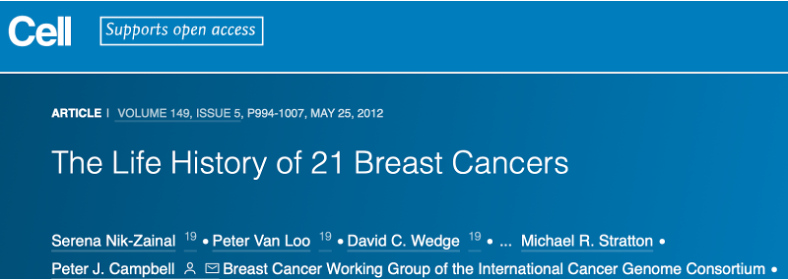 Cell Supports open access
ARTICLE | VOLUME 149, ISSUE 5, P994-1007, MAY 25, 2012
The Life History of 21 Breast Cancers
Serena Nik-Zainal 19 • Peter Van Loo 19 • David C. Wedge 19 • ... Michael R. Stratton •
Peter J. Campbell Breast Cancer Working Group of the International Cancer Genome Consortium •